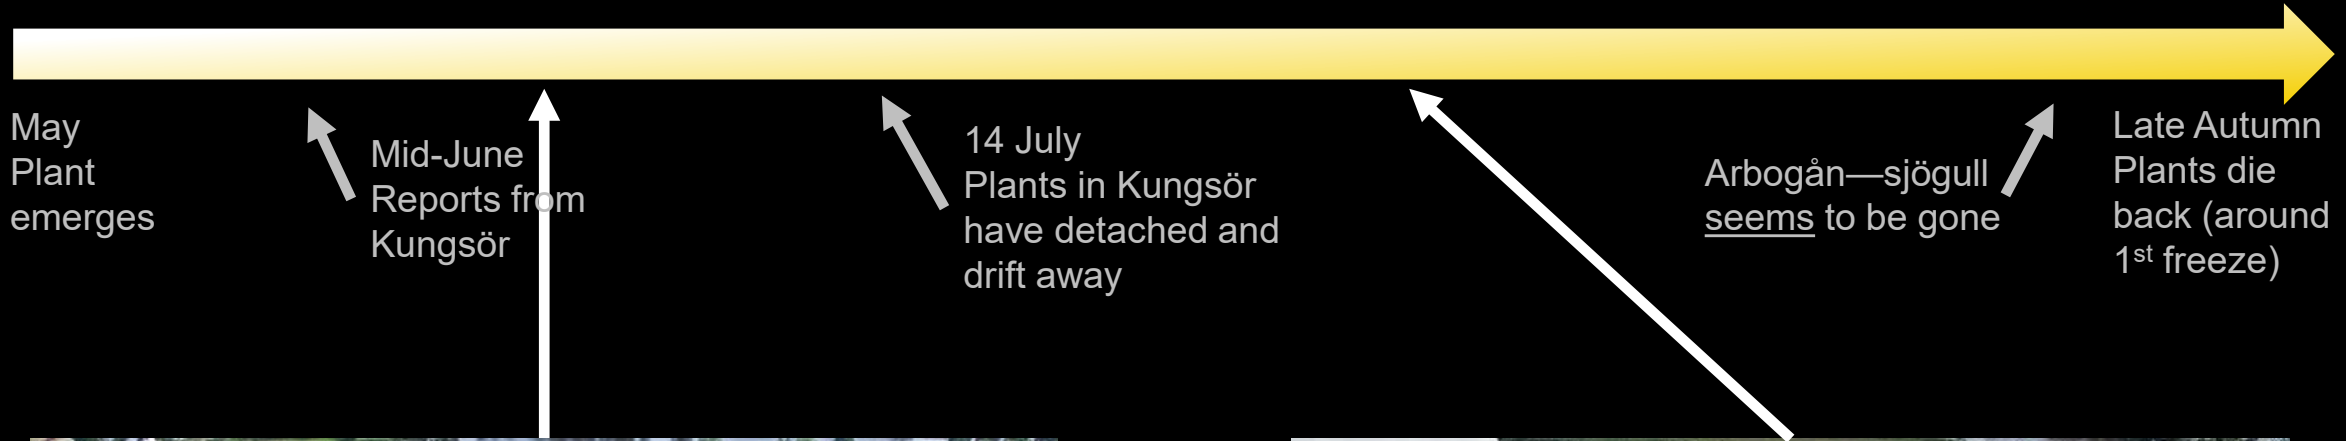 May
Plant
emerges
Mid-June
Reports from
Kungsör
14 July
Plants in Kungsör
have detached and
drift away
Arbogån—sjögull
seems to be gone
Late Autumn
Plants die
back (around
1st freeze)